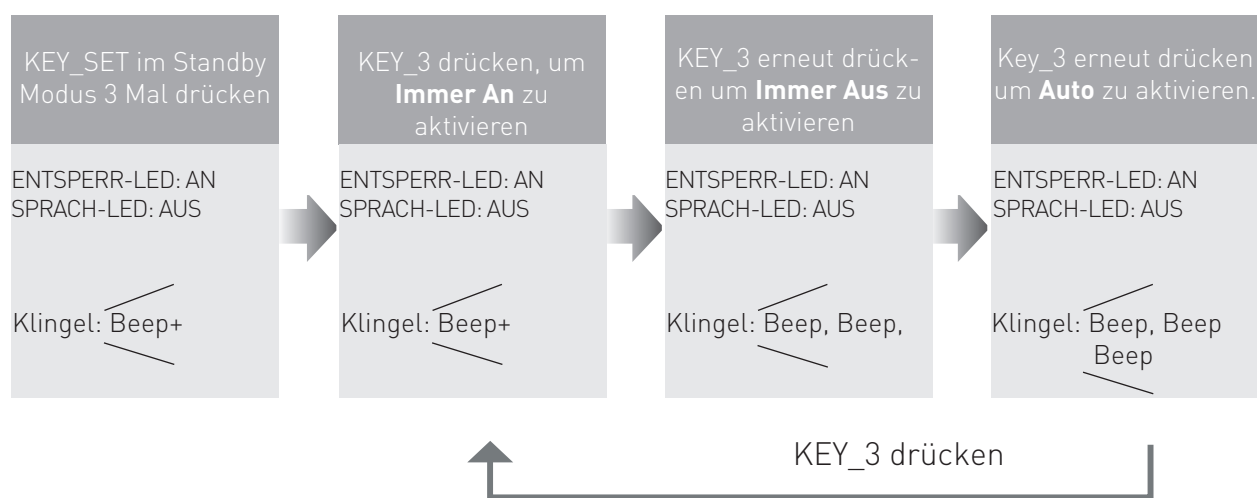 KEY_SET im Standby
Modus 3 Mal drücken
ENTSPERR-LED: AN
SPRACH-LED: AUS
Klingel: Beep+
KEY_3 drücken, um
Immer An zu
aktivieren
ENTSPERR-LED: AN
SPRACH-LED: AUS
Klingel: Beep+
KEY_3 erneut drück-
en um Immer Aus zu
aktivieren
ENTSPERR-LED: AN
SPRACH-LED: AUS
Klingel: Beep, Beep,
Key_3 erneut drücken
um Auto zu aktivieren.
ENTSPERR-LED: AN
SPRACH-LED: AUS
Klingel: Beep, Beep
Beep
KEY_3 drücken